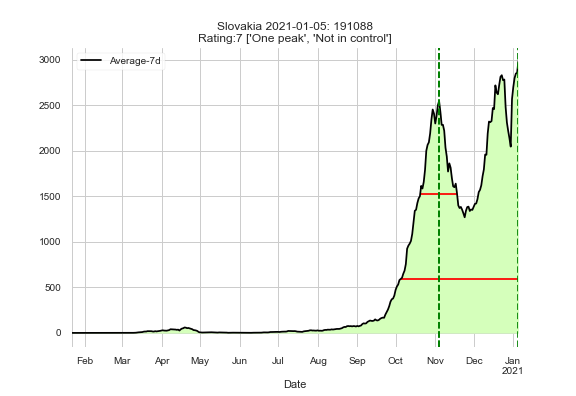 Slovakia 2021-01-05: 191088
Rating:7 ['One peak', 'Not in control']
Average-7d
3000
2500
2000
1500
1000
500
0
Feb Mar Apr May Jun Jul Aug Sep Oct Nov Dec Jan
2021
Date